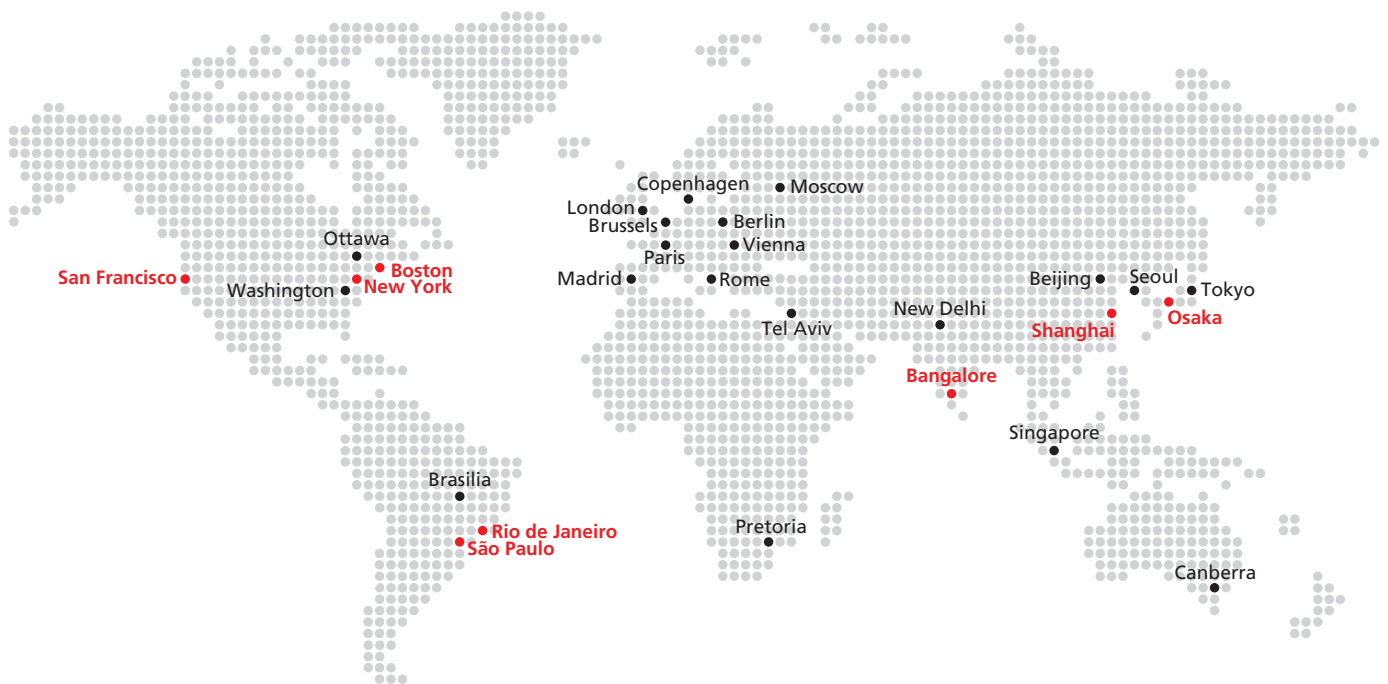 Copenhagen
Moscow
London
Brussels
Berlin
Ottawa
Vienna
Paris
Boston
San Francisco
Madrid
Rome
Beijing
Seoul
New York
Washington
Tokyo
New Delhi
Osaka
Tel Aviv
Shanghai
Bangalore
Singapore
Brasilia
Pretoria
Rio de Janeiro
São Paulo
Canberra